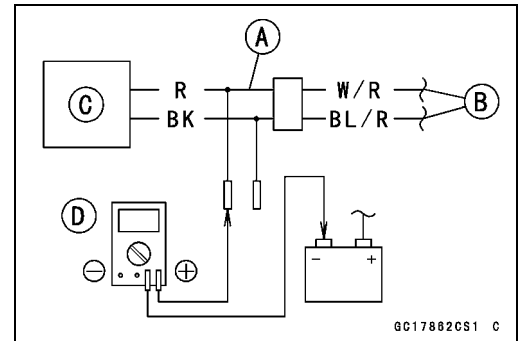 A
R W/R
C B
BK BL/R
D
- +
- +
GC17862CS1 C